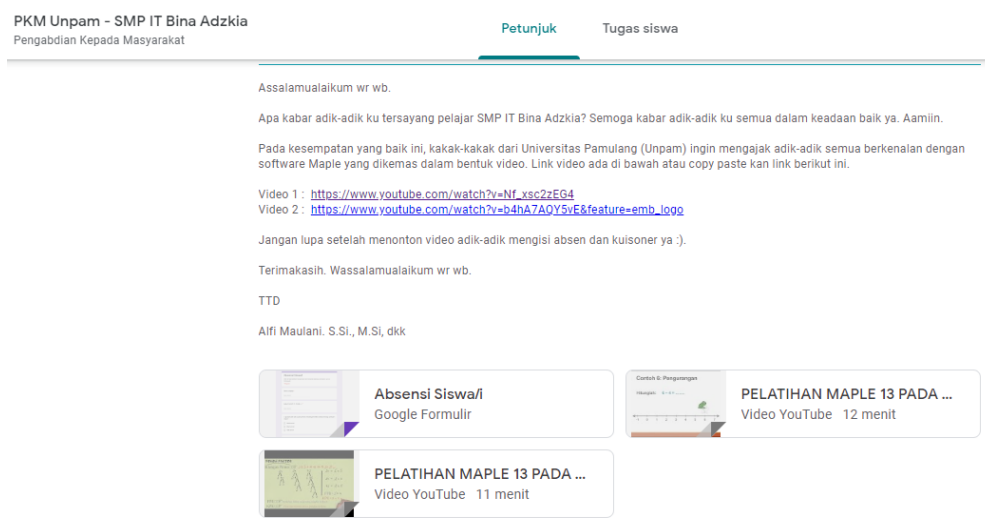 PKM Unpam - SMP IT Bina Adzkia
Pengabdian Kepada Masyarakat
Petunjuk
Tugas siswa
Assalamualaikum wr wb.
Apa kabar adik-adik ku tersayang pelajar SMP IT Bina Adzkia? Semoga kabar adik-adik ku semua dalam keadaan baik ya. Aamiin.
Pada kesempatan yang baik ini, kakak-kakak dari Universitas Pamulang (Unpam) ingin mengajak adik-adik semua berkenalan dengan
software Maple yang dikemas dalam bentuk video. Link video ada di bawah atau copy paste kan link berikut ini.
Video 1 : https://www.youtube.com/watch?v=Nf_xsc2zEG4
Video 2 : https://www.youtube.com/watch?v=b4hA7AQY5vE&feature=emb_logo
Jangan lupa setelah menonton video adik-adik mengisi absen dan kuisoner ya :).
Terimakasih. Wassalamualaikum wr wb.
TTD
Alfi Maulani. S.Si., M.Si, dkk
Absensi Siswa/i
Google Formulir
Contoh 8: Pengurangan
PELATIHAN MAPLE 13 PADA ...
Video YouTube 12 menit
PELATIHAN MAPLE 13 PADA ...
Video YouTube 11 menit